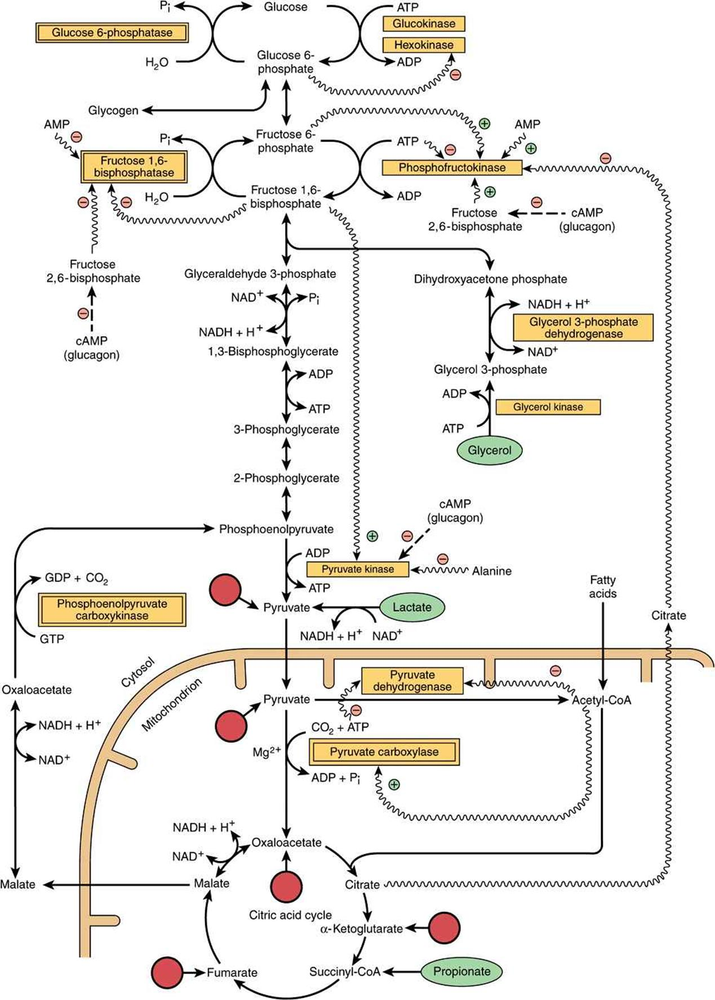 Pi
Glucose
ATP
Glucose 6-phosphatase
Glucokinase
Hexokinase
H2O
Glucose 6-
phosphate
ADP
−
Glycogen
AMP
−
Pi
Fructose 6-
phosphate
ATP
−
+
AMP
+
−
Fructose 1,6-
bisphosphatase
Phosphofructokinase
H2O
Fructose 1,6-
bisphosphate
ADP
−
−
+
−
Fructose
2,6-bisphosphate
cAMP
(glucagon)
Fructose
2,6-bisphosphate
Glyceraldehyde 3-phosphate
Dihydroxyacetone phosphate
NAD+
Pi
NADH + H+
−
NADH + H+
Glycerol 3-phosphate
dehydrogenase
cAMP
(glucagon)
1,3-Bisphosphoglycerate
NAD+
Glycerol 3-phosphate
ADP
ADP
Glycerol kinase
ATP
ATP
3-Phosphoglycerate
Glycerol
2-Phosphoglycerate
cAMP
(glucagon)
Phosphoenolpyruvate
+
−
ADP
−
Pyruvate kinase
Alanine
GDP + CO2
ATP
Fatty
acids
Phosphoenolpyruvate
carboxykinase
Pyruvate
Lactate
Citrate
GTP
NADH + H+
NAD+
Cytosol
Mitochondrion
Oxaloacetate
Pyruvate
dehydrogenase
−
Pyruvate
−
Acetyl-CoA
NADH + H+
CO2 + ATP
Mg2+
Pyruvate carboxylase
NAD+
ADP + Pi
+
NADH + H+
Oxaloacetate
NAD+
Malate
Malate
Citrate
Citric acid cycle
α-Ketoglutarate
Fumarate
Succinyl-CoA
Propionate